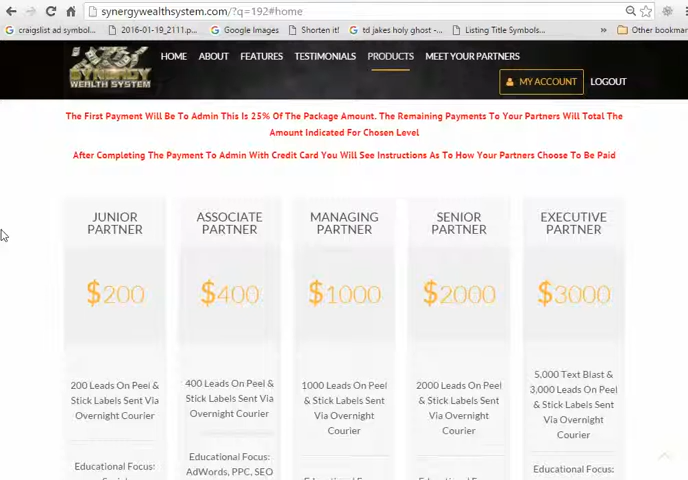 synergywealthsystem.com/?q=192#home
craigslist ad symbol... 2016-01-19_2111.p... Google Images Shorten it! td jakes holy ghost -... Listing Title Symbols... » Other bookmar
SYNERGY
WEALTH SYSTEM
HOME ABOUT FEATURES TESTIMONIALS PRODUCTS MEET YOUR PARTNERS
MY ACCOUNT LOGOUT
The First Payment Will Be To Admin This Is 25% Of The Package Amount. The Remaining Payments To Your Partners Will Total The
Amount Indicated For Chosen Level
After Completing The Payment To Admin With Credit Card You Will See Instructions As To How Your Partners Choose To Be Paid
JUNIOR
PARTNER
$200
200 Leads On Peel &
Stick Labels Sent Via
Overnight Courier
Educational Focus:
ASSOCIATE
PARTNER
$400
400 Leads On Peel &
Stick Labels Sent Via
Overnight Courier
Educational Focus:
AdWords, PPC, SEO
MANAGING
PARTNER
$1000
1000 Leads On Peel
& Stick Labels Sent
Via Overnight
Courier
SENIOR
PARTNER
$2000
2000 Leads On Peel
& Stick Labels Sent
Via Overnight
Courier
EXECUTIVE
PARTNER
$3000
5,000 Text Blast &
3,000 Leads On Peel
& Stick Labels Sent
Via Overnight
Courier
Educational Focus: